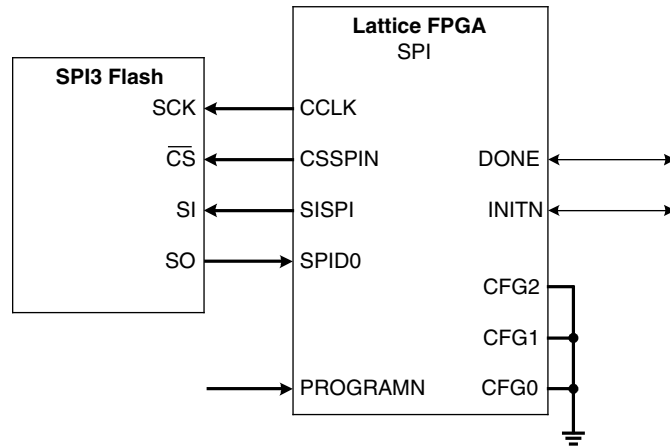 Lattice FPGA
SPI
SPI3 Flash
SCK
CCLK
CS
CSSPIN
DONE
SI
SISPI
INITN
SO
SPID0
CFG2
CFG1
PROGRAMN
CFG0